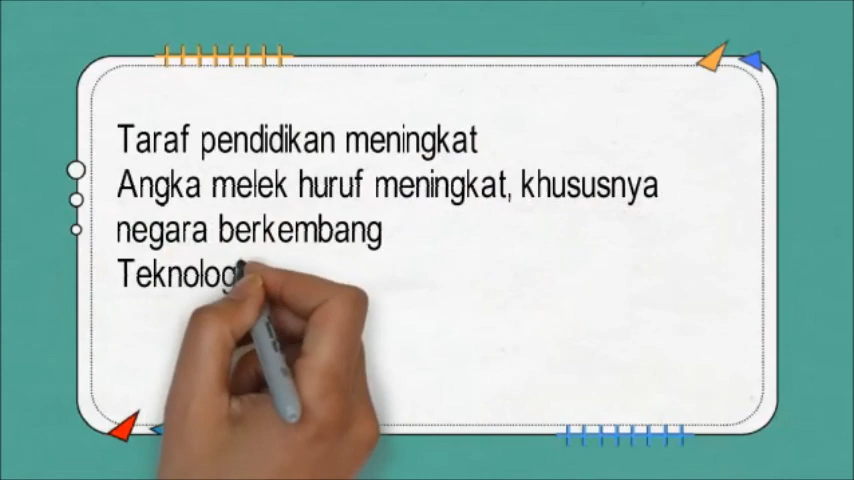 Taraf pendidikan meningkat
Angka melek huruf meningkat, khususnya
negara berkembang
Teknolog